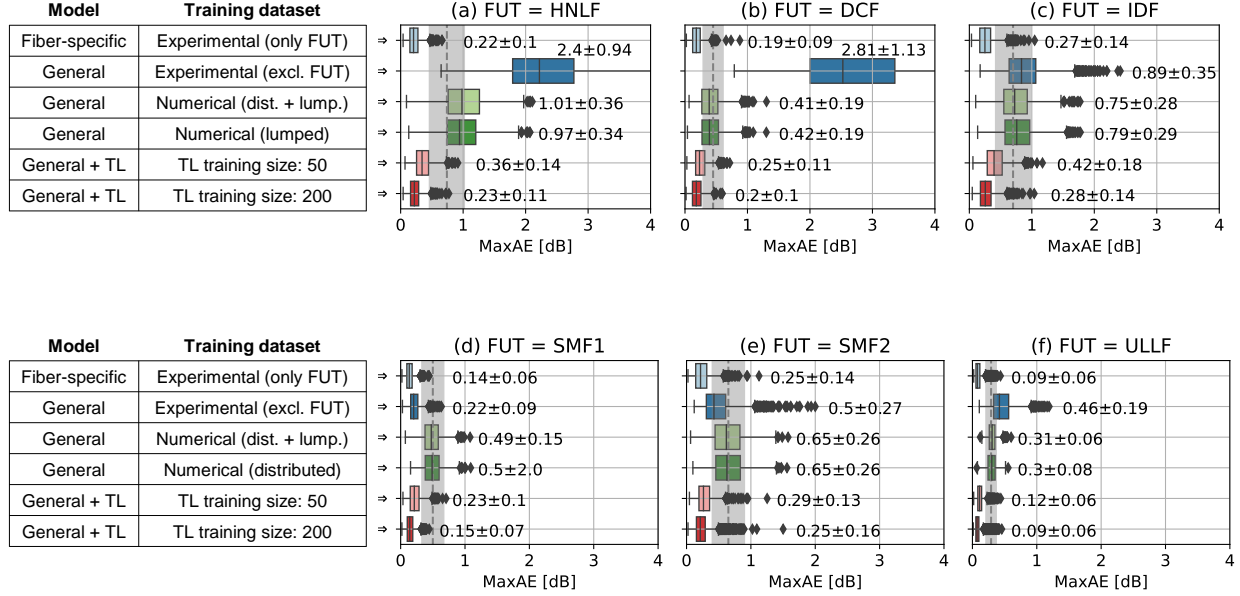 Model Training dataset (a) FUT = HNLF (b) FUT = DCF (c) FUT = IDF
Fiber-specific Experimental (only FUT) ⇒ 0.22±0.1 0.19±0.09 0.27±0.14
2.4±0.94 2.81±1.13
General Experimental (excl. FUT) ⇒ 0.89±0.35
General Numerical (dist. + lump.) ⇒ 1.01±0.36 0.41±0.19 0.75±0.28
General Numerical (lumped) ⇒ 0.97±0.34 0.42±0.19 0.79±0.29
General + TL TL training size: 50 ⇒ 0.36±0.14 0.25±0.11 0.42±0.18
General + TL TL training size: 200 ⇒ 0.23±0.11 0.2±0.1 0.28±0.14
0 1 2 3 4 0 1 2 3 4 0 1 2 3 4
MaxAE [dB] MaxAE [dB] MaxAE [dB]
Model Training dataset (d) FUT = SMF1 (e) FUT = SMF2 (f) FUT = ULLF
Fiber-specific Experimental (only FUT) ⇒ 0.14±0.06 0.25±0.14 0.09±0.06
General Experimental (excl. FUT) ⇒ 0.22±0.09 0.5±0.27 0.46±0.19
General Numerical (dist. + lump.) ⇒ 0.49±0.15 0.65±0.26 0.31±0.06
General Numerical (distributed) ⇒ 0.5±2.0 0.65±0.26 0.3±0.08
General + TL TL training size: 50 ⇒ 0.23±0.1 0.29±0.13 0.12±0.06
General + TL TL training size: 200 ⇒ 0.15±0.07 0.25±0.16 0.09±0.06
0 1 2 3 4 0 1 2 3 4 0 1 2 3 4
MaxAE [dB] MaxAE [dB] MaxAE [dB]